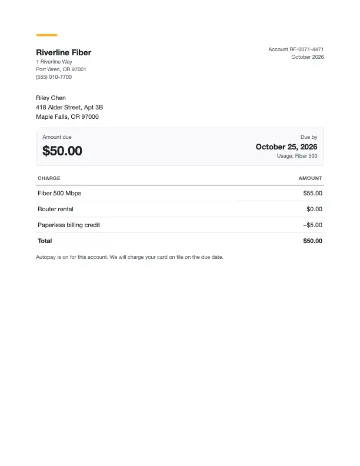 Riverline Fiber
1 Riverline Way
Port Wren, OR 97001
(555) 010-7700
Account RF-0071-4471
October 2026
Riley Chen
418 Alder Street, Apt 3B
Maple Falls, OR 97000
Amount due
$50.00
Due by
October 25, 2026
Usage: Fiber 500
CHARGE AMOUNT
Fiber 500 Mbps $55.00
Router rental $0.00
Paperless billing credit –$5.00
Total $50.00
Autopay is on for this account. We will charge your card on file on the due date.